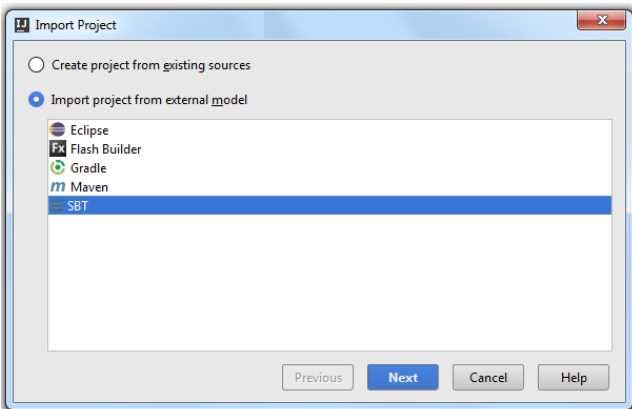 IJ Import Project
Create project from existing sources
Import project from external model
Eclipse
Fx Flash Builder
Gradle
m Maven
SBT
Previous Next Cancel Help